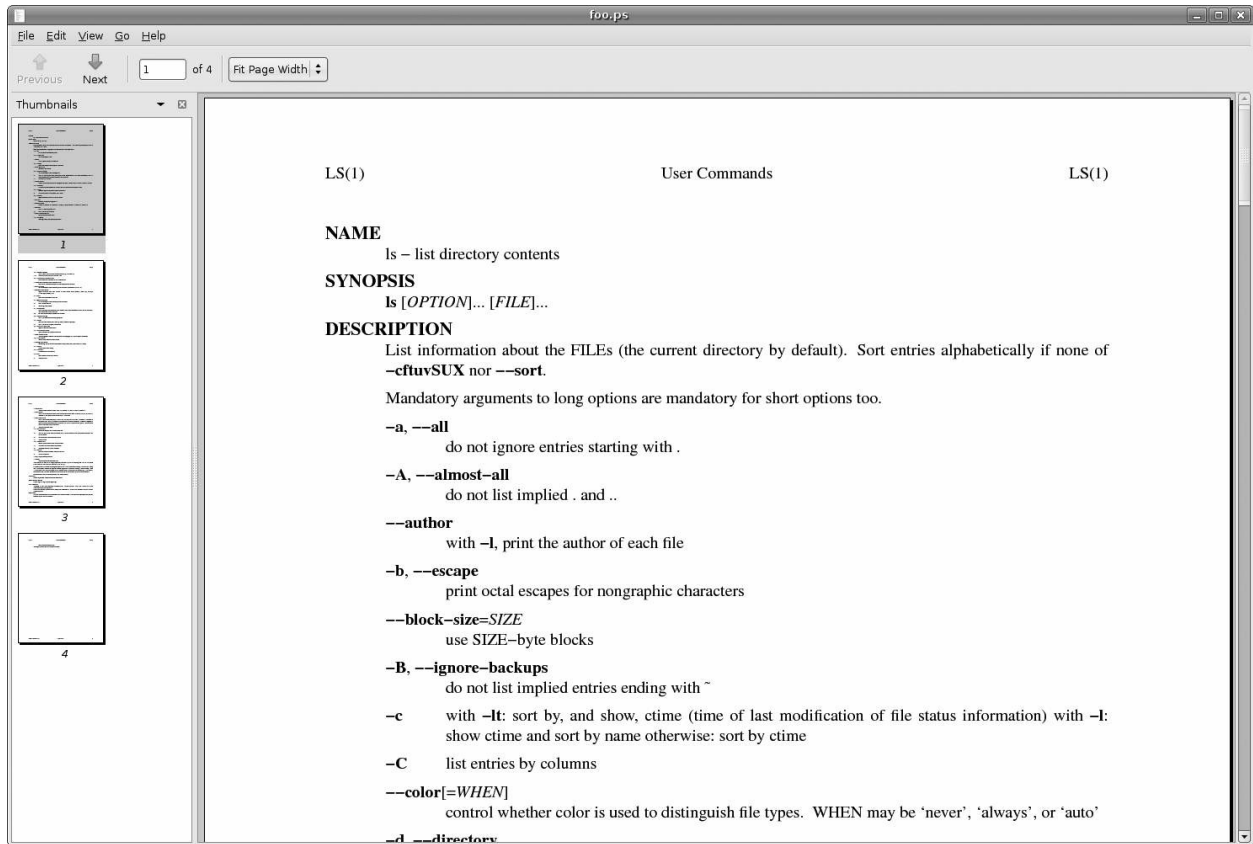 foo.ps
File Edit View Go Help
Previous Next 1 of 4 Fit Page Width
Thumbnails
1
2
3
4
LS(1) User Commands LS(1)
NAME
ls − list directory contents
SYNOPSIS
ls [OPTION]... [FILE]...
DESCRIPTION
List information about the FILEs (the current directory by default). Sort entries alphabetically if none of
−cftuvSUX nor −−sort.
Mandatory arguments to long options are mandatory for short options too.
−a, −−all
do not ignore entries starting with .
−A, −−almost−all
do not list implied . and ..
−−author
with −l, print the author of each file
−b, −−escape
print octal escapes for nongraphic characters
−−block−size=SIZE
use SIZE−byte blocks
−B, −−ignore−backups
do not list implied entries ending with ~
−c with −lt: sort by, and show, ctime (time of last modification of file status information) with −l:
show ctime and sort by name otherwise: sort by ctime
−C list entries by columns
−−color[=WHEN]
control whether color is used to distinguish file types. WHEN may be ‘never’, ‘always’, or ‘auto’
−d, −−directory